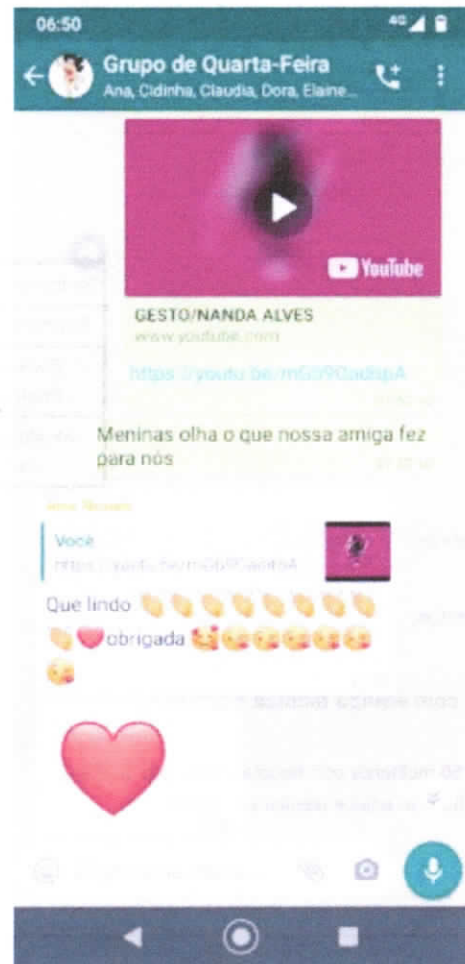 06:50
4G
Grupo de Quarta-Feira
Ana, Cidinha, Claudia, Dora, Elaine...
YouTube
GESTO/NANDA ALVES
www.youtube.com
Meninas olha o que nossa amiga fez
para nós
Você
Que lindo 👏👏👏👏👏👏👏👏
👏❤️obrigada 🥰😘😘😘😘😘
😘